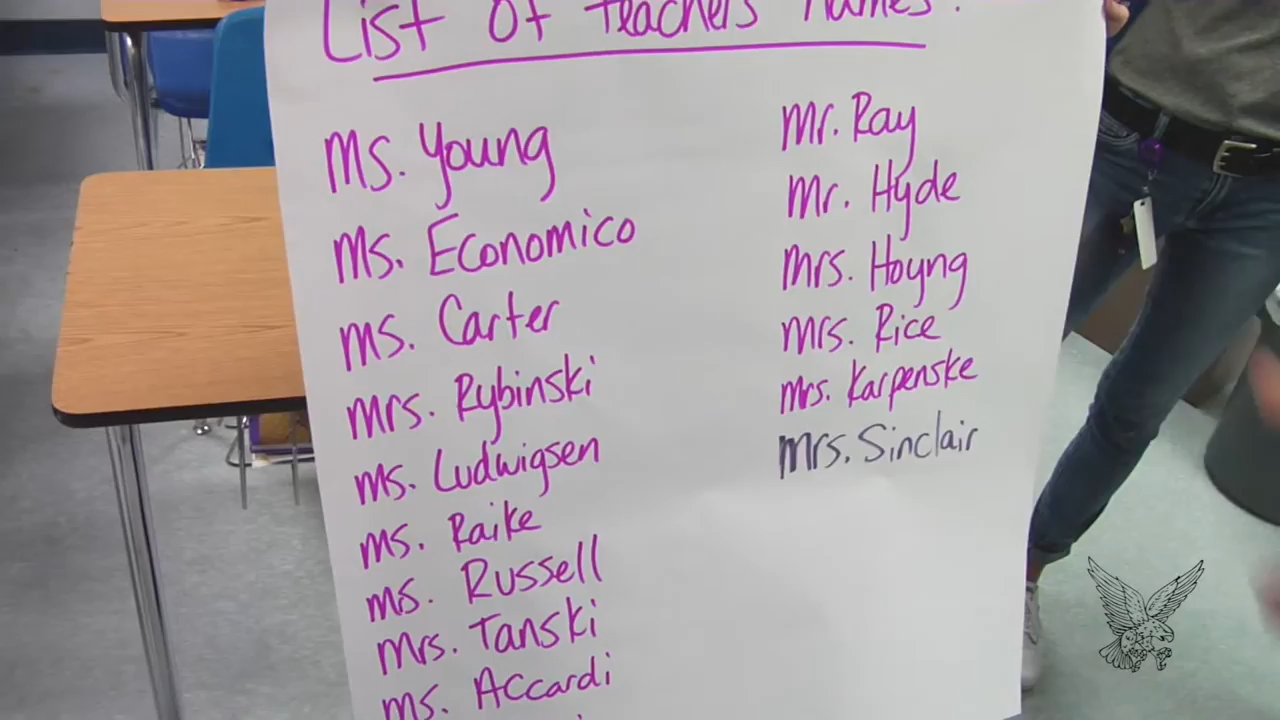 List of teachers names:
Ms. Young
Ms. Economico
Ms. Carter
Mrs. Rybinski
Ms. Ludwigsen
Ms. Raike
Ms. Russell
Mrs. Tanski
Ms. Accardi
Mr. Ray
Mr. Hyde
Mrs. Hoyng
Mrs. Rice
Mrs. Karpenske
Mrs. Sinclair